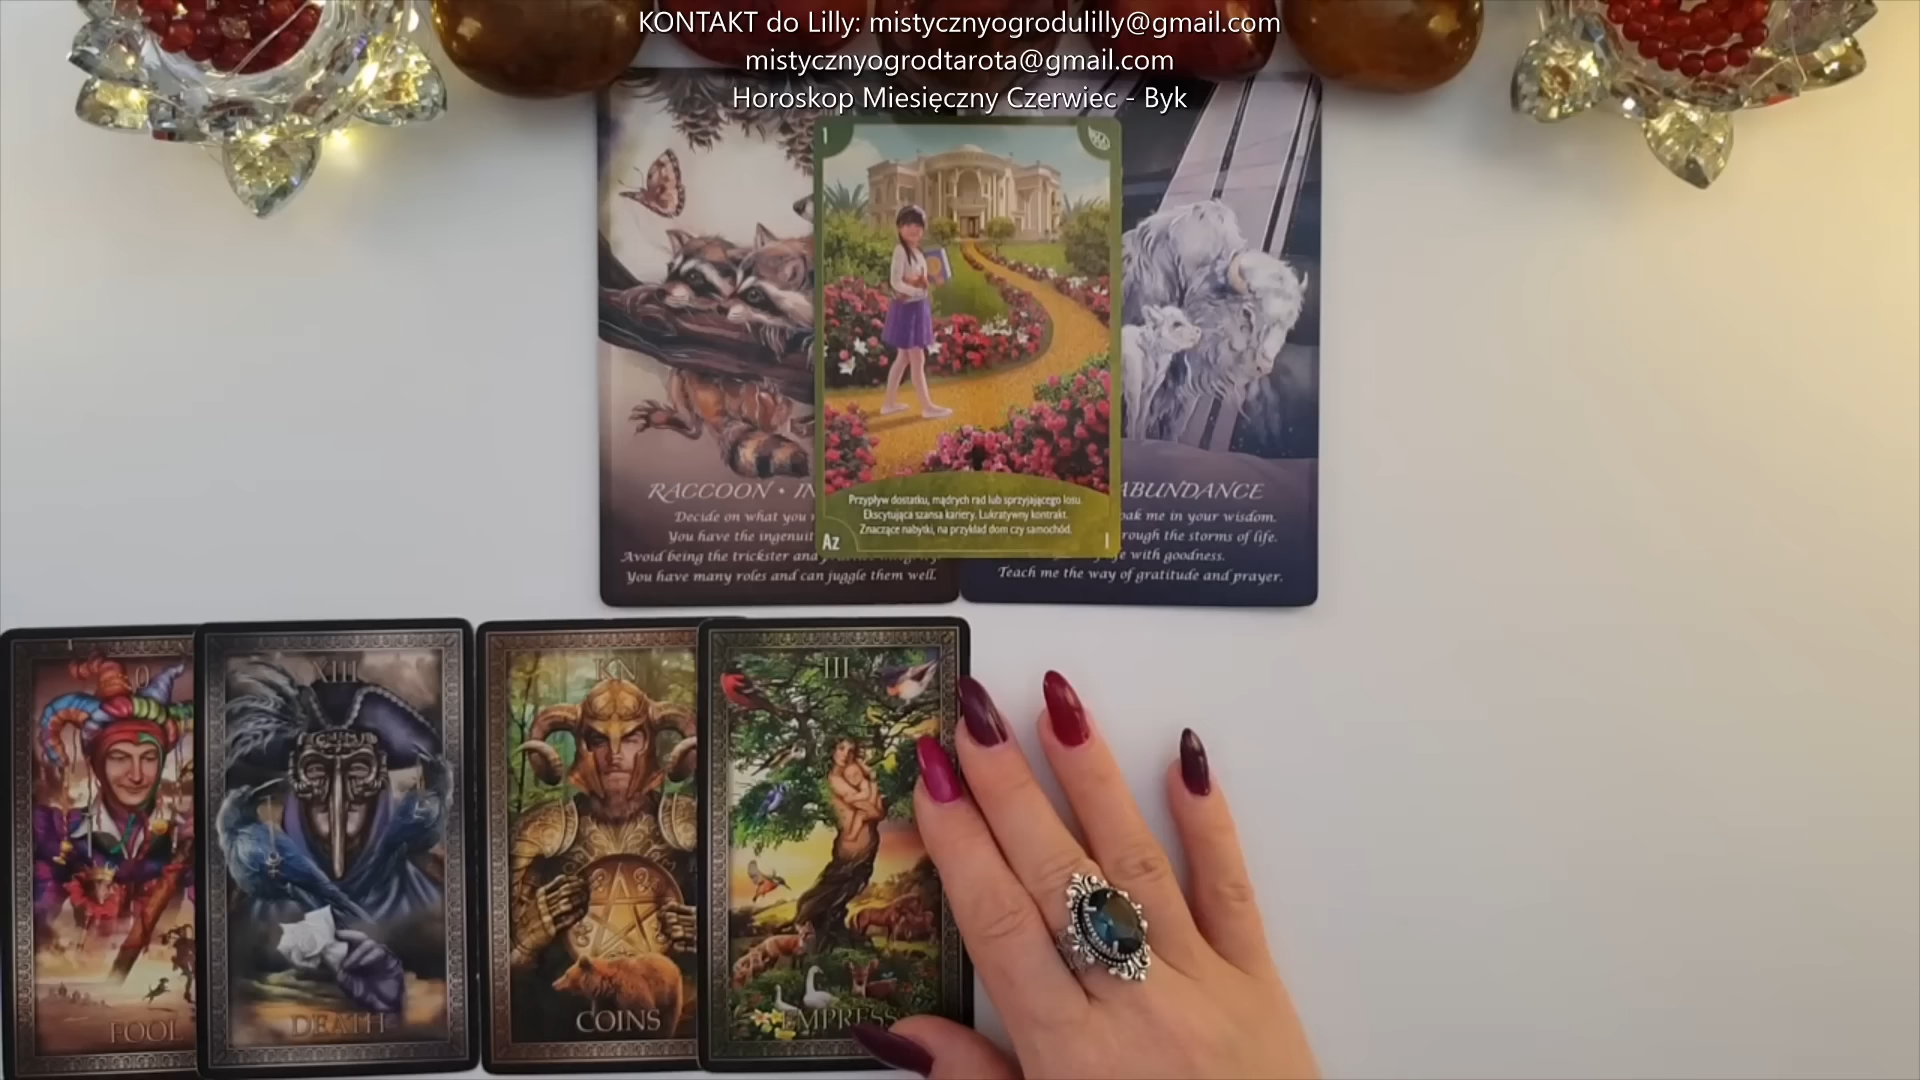 KONTAKT do Lilly: mistycznyogrodulilly@gmail.com
mistycznyogrodtarota@gmail.com
Horoskop Miesięczny Czerwiec - Byk
1
Przypływ dostatku, mądrych rad lub sprzyjającego losu.
Ekscytująca szansa kariery. Lukratywny kontrakt.
Znaczące nabytki, na przykład dom czy samochód.
Az
RACCOON • IN
Decide on what you
You have the ingenuit
Avoid being the trickster and
You have many roles and can juggle them well.
ABUNDANCE
me in your wisdom.
rough the storms of life.
with goodness.
Teach me the way of gratitude and prayer.
0
FOOL
XIII
DEATH
KN
COINS
III
EMPRESS